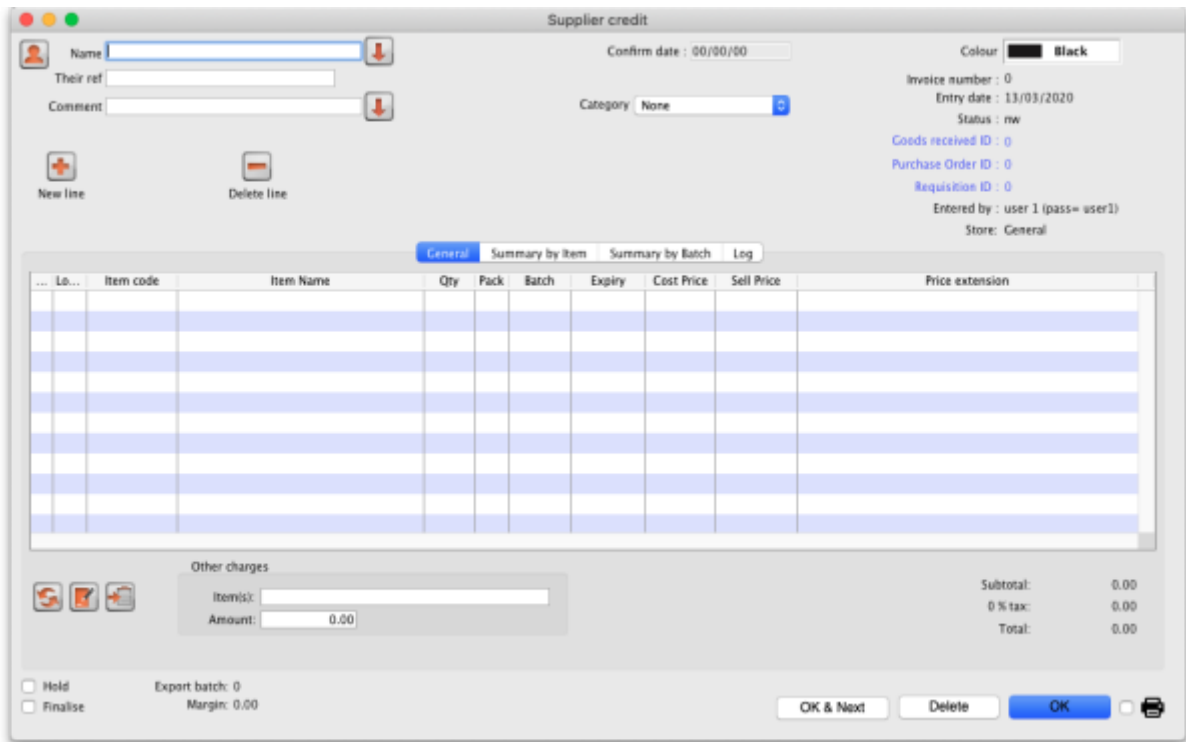 Supplier credit
Name
Confirm date : 00/00/00
Colour Black
Their ref
Invoice number : 0
Comment
Category None
Entry date : 13/03/2020
Status : nw
Goods received ID : 0
Purchase Order ID : 0
New line
Delete line
Requisition ID : 0
Entered by : user 1 (pass= user1)
Store: General
General Summary by Item Summary by Batch Log
... Lo... Item code Item Name Qty Pack Batch Expiry Cost Price Sell Price Price extension
Other charges
Item(s):
Amount: 0.00
Subtotal: 0.00
0 % tax: 0.00
Total: 0.00
Hold
Export batch: 0
Finalise
Margin: 0.00
OK & Next Delete OK